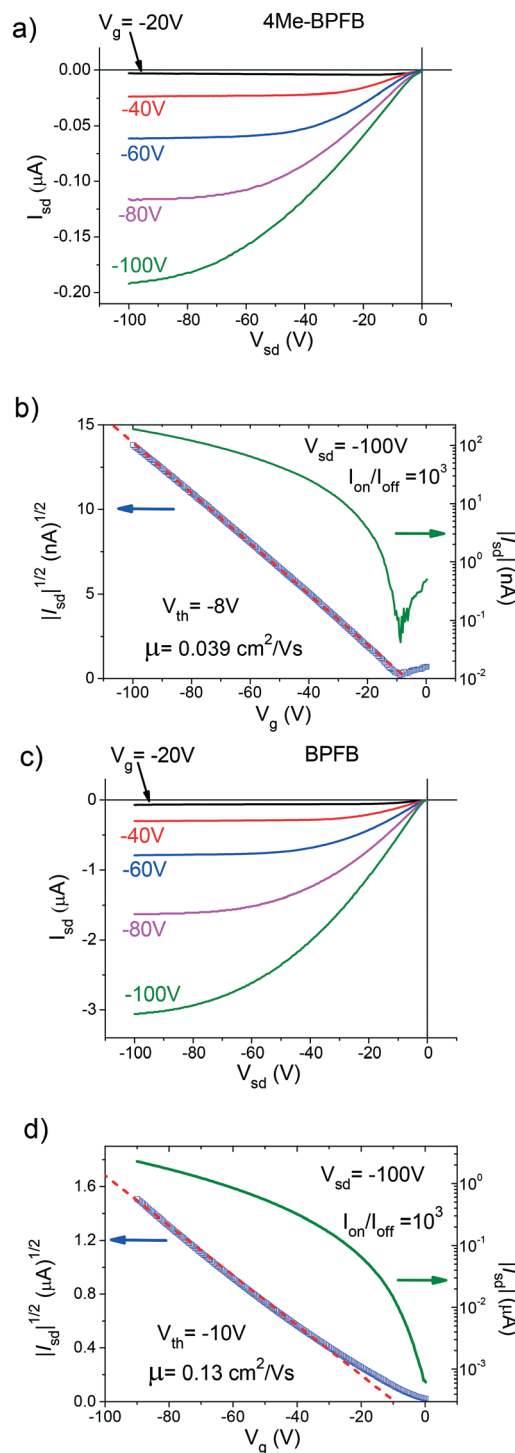 a)
4Me-BPFB
V_g = -20V
0.00
-0.05
-0.10
-0.15
-0.20
I_sd (μA)
-40V
-60V
-80V
-100V
-100 -80 -60 -40 -20 0
V_sd (V)
b)
15
10
5
0
|I_sd|^1/2 (nA)^1/2
V_sd = -100V
I_on/I_off = 10^3
V_th = -8V
μ = 0.039 cm^2/Vs
10^2
10^1
10^0
10^-1
10^-2
|I_sd| (nA)
-100 -80 -60 -40 -20 0
V_g (V)
c)
V_g = -20V
BPFB
0
-1
-2
-3
I_sd (μA)
-40V
-60V
-80V
-100V
-100 -80 -60 -40 -20 0
V_sd (V)
d)
1.6
1.2
0.8
0.4
0.0
|I_sd|^1/2 (μA)^1/2
V_sd = -100V
I_on/I_off = 10^3
V_th = -10V
μ = 0.13 cm^2/Vs
10^0
10^-1
10^-2
10^-3
|I_sd| (μA)
-100 -80 -60 -40 -20 0
V_g (V)